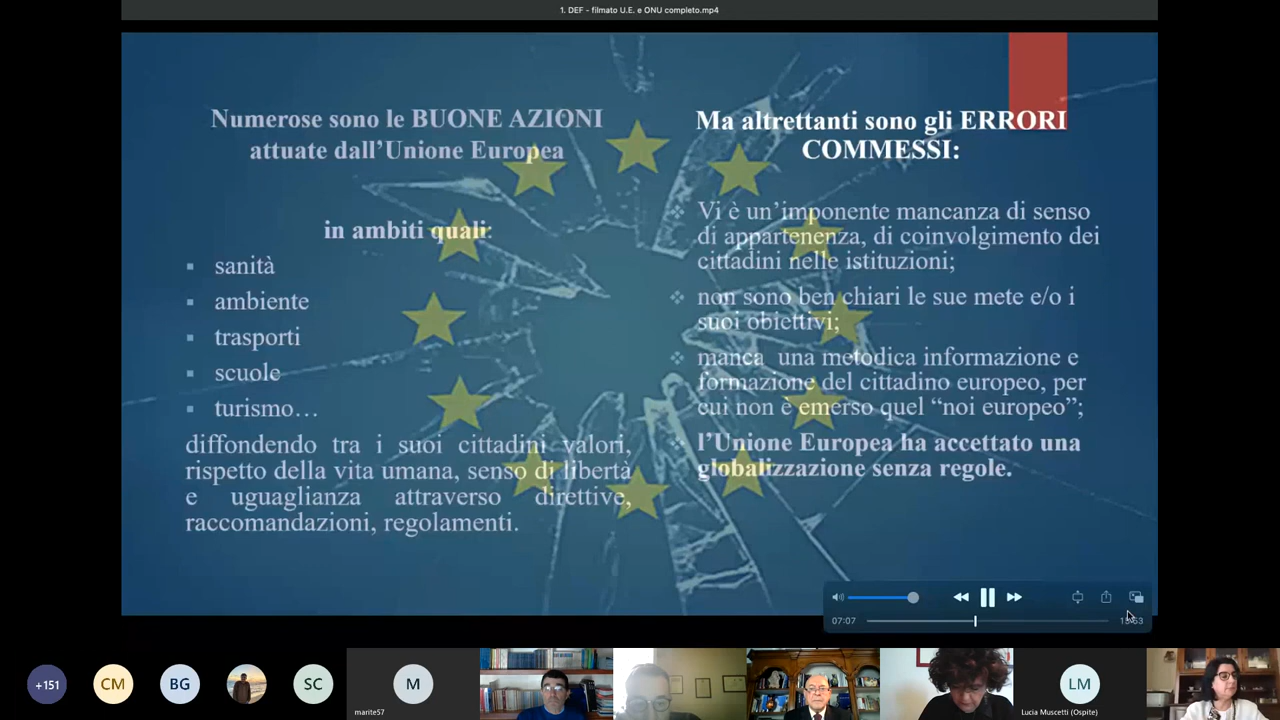 1. DEF - filmato U.E. e ONU completo.mp4
Numerose sono le BUONE AZIONI
attuate dall'Unione Europea
in ambiti quali:
sanità
ambiente
trasporti
scuole
turismo…
diffondendo tra i suoi cittadini valori,
rispetto della vita umana, senso di libertà
e uguaglianza attraverso direttive,
raccomandazioni, regolamenti.
Ma altrettanti sono gli ERRORI
COMMESSI:
Vi è un'imponente mancanza di senso
di appartenenza, di coinvolgimento dei
cittadini nelle istituzioni;
non sono ben chiari le sue mete e/o i
suoi obiettivi;
manca una metodica informazione e
formazione del cittadino europeo, per
cui non è emerso quel "noi europeo";
l'Unione Europea ha accettato una
globalizzazione senza regole.
07:07
+151
CM
BG
SC
M
marite57
LM
Lucia Muscetti (Ospite)